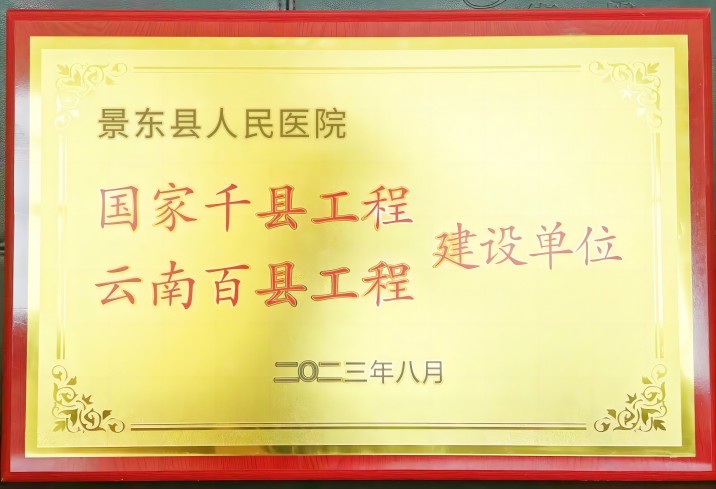 景东县人民医院
国家千县工程
云南百县工程
建设单位
二〇二三年八月